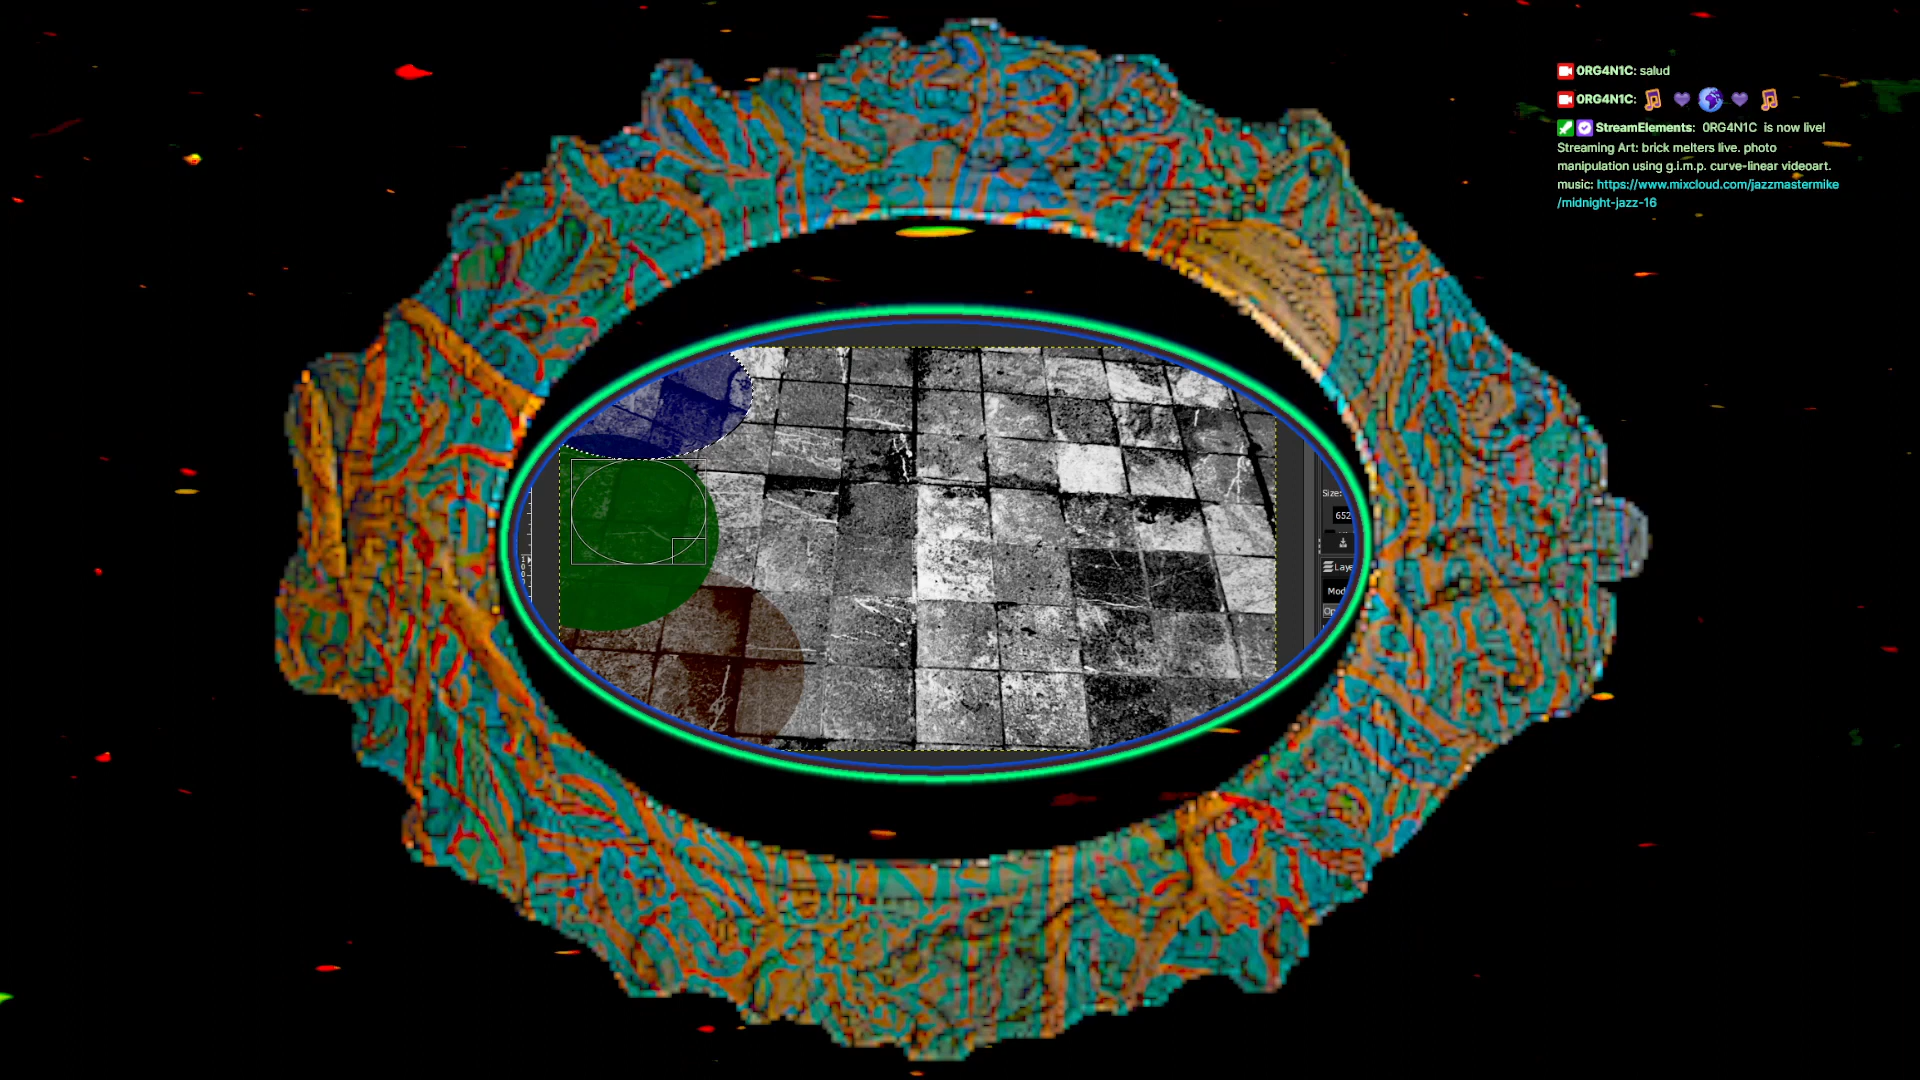 0RG4N1C: salud
0RG4N1C:
StreamElements: 0RG4N1C is now live!
Streaming Art: brick melters live. photo
manipulation using g.i.m.p. curve-linear videoart.
music: https://www.mixcloud.com/jazzmastermike
/midnight-jazz-16
Size:
652
Laye
Mod
Op